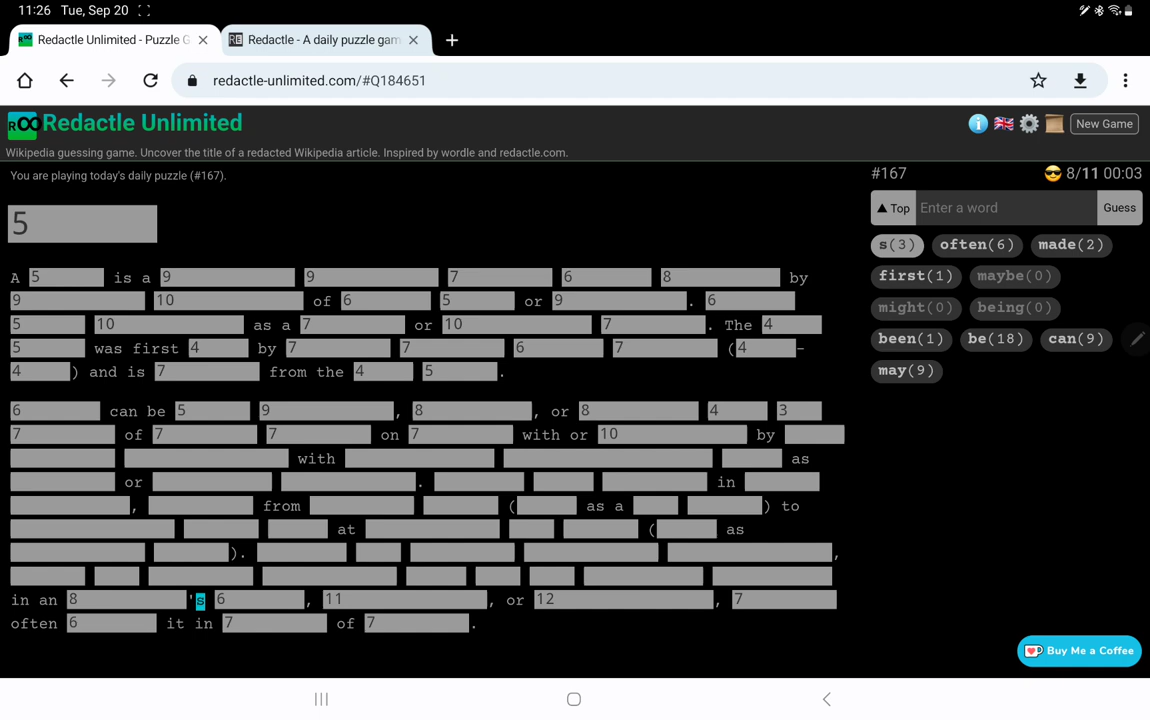 11:26 Tue, Sep 20
Redactle Unlimited - Puzzle G
RE Redactle - A daily puzzle gam
redactle-unlimited.com/#Q184651
Redactle Unlimited
New Game
Wikipedia guessing game. Uncover the title of a redacted Wikipedia article. Inspired by wordle and redactle.com.
You are playing today's daily puzzle (#167).
#167 8/11 00:03
▲ Top Enter a word Guess
5
s(3) often(6) made(2)
first(1) maybe(0)
might(0) being(0)
been(1) be(18) can(9)
may(9)
A 5 is a 9 9 7 6 8 by
9 10 of 6 5 or 9 . 6
5 10 as a 7 or 10 7 . The 4
5 was first 4 by 7 7 6 7 (4 –
4 ) and is 7 from the 4 5 .
6 can be 5 9 , 8 , or 8 4 3
7 of 7 7 on 7 with or 10 by
with as
or . in
, from ( as a ) to
at ( as
). ,
in an 8 's 6 , 11 , or 12 , 7
often 6 it in 7 of 7 .
Buy Me a Coffee